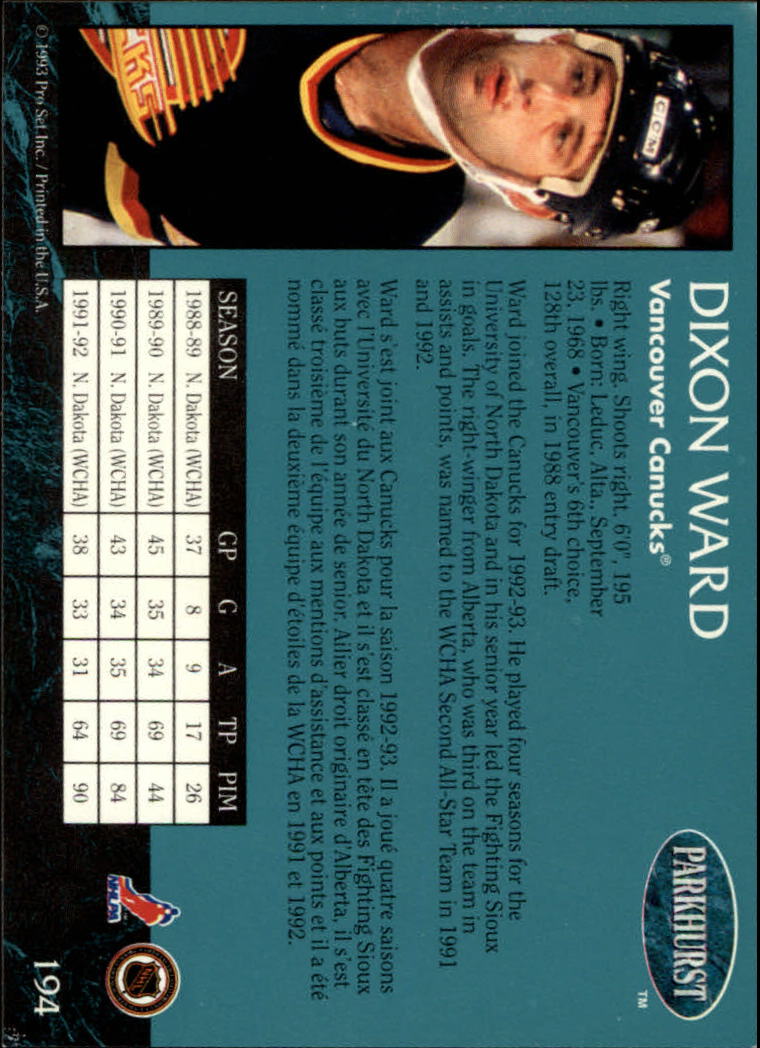 DIXON WARD
Vancouver Canucks®
PARKHURST
TM
Right wing. Shoots right. 6'0", 195
lbs. • Born: Leduc, Alta., September
23, 1968 • Vancouver's 6th choice,
128th overall, in 1988 entry draft.
Ward joined the Canucks for 1992-93. He played four seasons for the
University of North Dakota and in his senior year led the Fighting Sioux
in goals. The right-winger from Alberta, who was third on the team in
assists and points, was named to the WCHA Second All-Star Team in 1991
and 1992.
Ward s'est joint aux Canucks pour la saison 1992-93. Il a joué quatre saisons
avec l'Université du North Dakota et il s'est classé en tête des Fighting Sioux
aux buts durant son année de senior. Ailier droit originaire d'Alberta, il s'est
classé troisième de l'équipe aux mentions d'assistance et aux points et il a été
nommé dans la deuxième équipe d'étoiles de la WCHA en 1991 et 1992.
SEASON GP G A TP PIM
1988-89 N. Dakota (WCHA) 37 8 9 17 26
1989-90 N. Dakota (WCHA) 45 35 34 69 44
1990-91 N. Dakota (WCHA) 43 34 35 69 84
1991-92 N. Dakota (WCHA) 38 33 31 64 90
CCM
CKS
NHLPA
NHL
© 1993 Pro Set Inc. / Printed in the U.S.A.
194